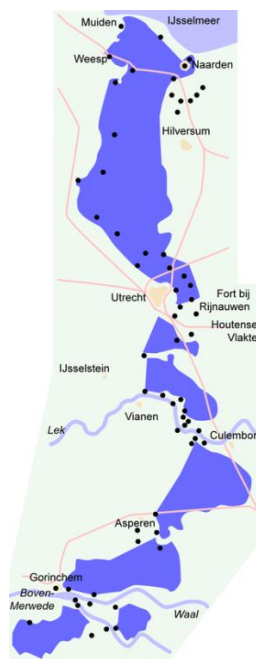 Muiden
IJsselmeer
Weesp
Naarden
Hilversum
Utrecht
Fort bij
Rijnauwen
Houtense
Vlakte
IJsselstein
Vianen
Lek
Culembor
Asperen
Gorinchem
Boven-
Merwede
Waal